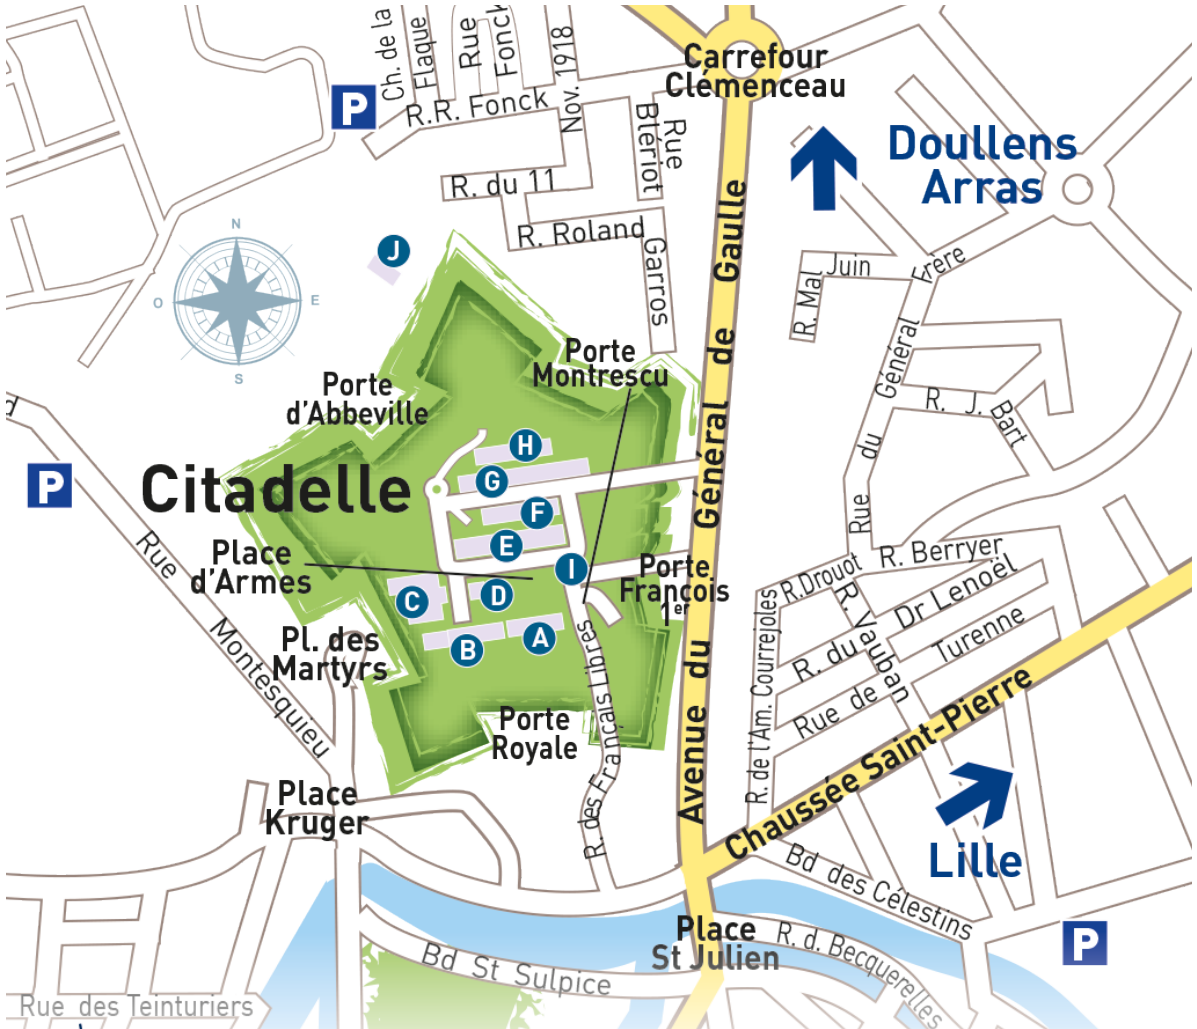 Ch. de la
Flaque
Rue
Fonck
Nov. 1918
Carrefour
Clémenceau
P
R.R. Fonck
Rue
Blériot
Doullens
Arras
R. du 11
R. Roland
Garros
J
N
O
E
S
Juin
R. Mal
Frère
Général
du
Rue
Porte
Montrescu
Porte
d'Abbeville
R. J.
Bart
Citadelle
H
G
F
E
I
D
C
A
B
P
Rue
Montesquieu
Place
d'Armes
Porte
François
1er
Avenue du Général de Gaulle
R. Berryer
R.Drouot
R. Vauban
R. du Dr Lenoël
Rue de Turenne
R. de l'Am. Courrejoles
Pl. des
Martyrs
Porte
Royale
R. des Français Libres
Chaussée Saint-Pierre
Place
Kruger
Lille
Bd des Célestins
P
Place
St Julien
R. d. Becquerelles
Bd St Sulpice
Rue des Teinturiers